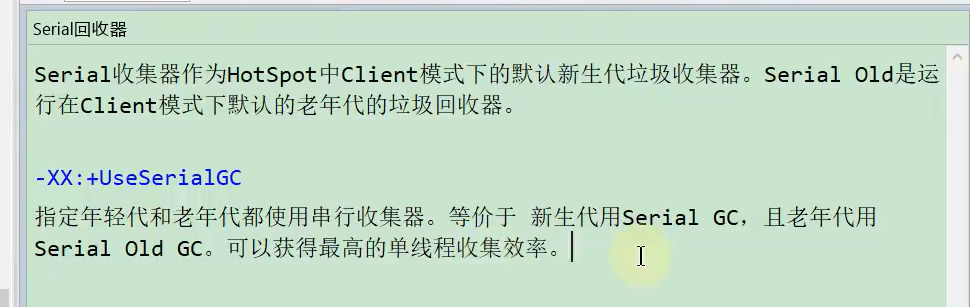 Serial回收器
Serial收集器作为HotSpot中Client模式下的默认新生代垃圾收集器。Serial Old是运
行在Client模式下默认的老年代的垃圾回收器。
-XX:+UseSerialGC
指定年轻代和老年代都使用串行收集器。等价于 新生代用Serial GC，且老年代用
Serial Old GC。可以获得最高的单线程收集效率。